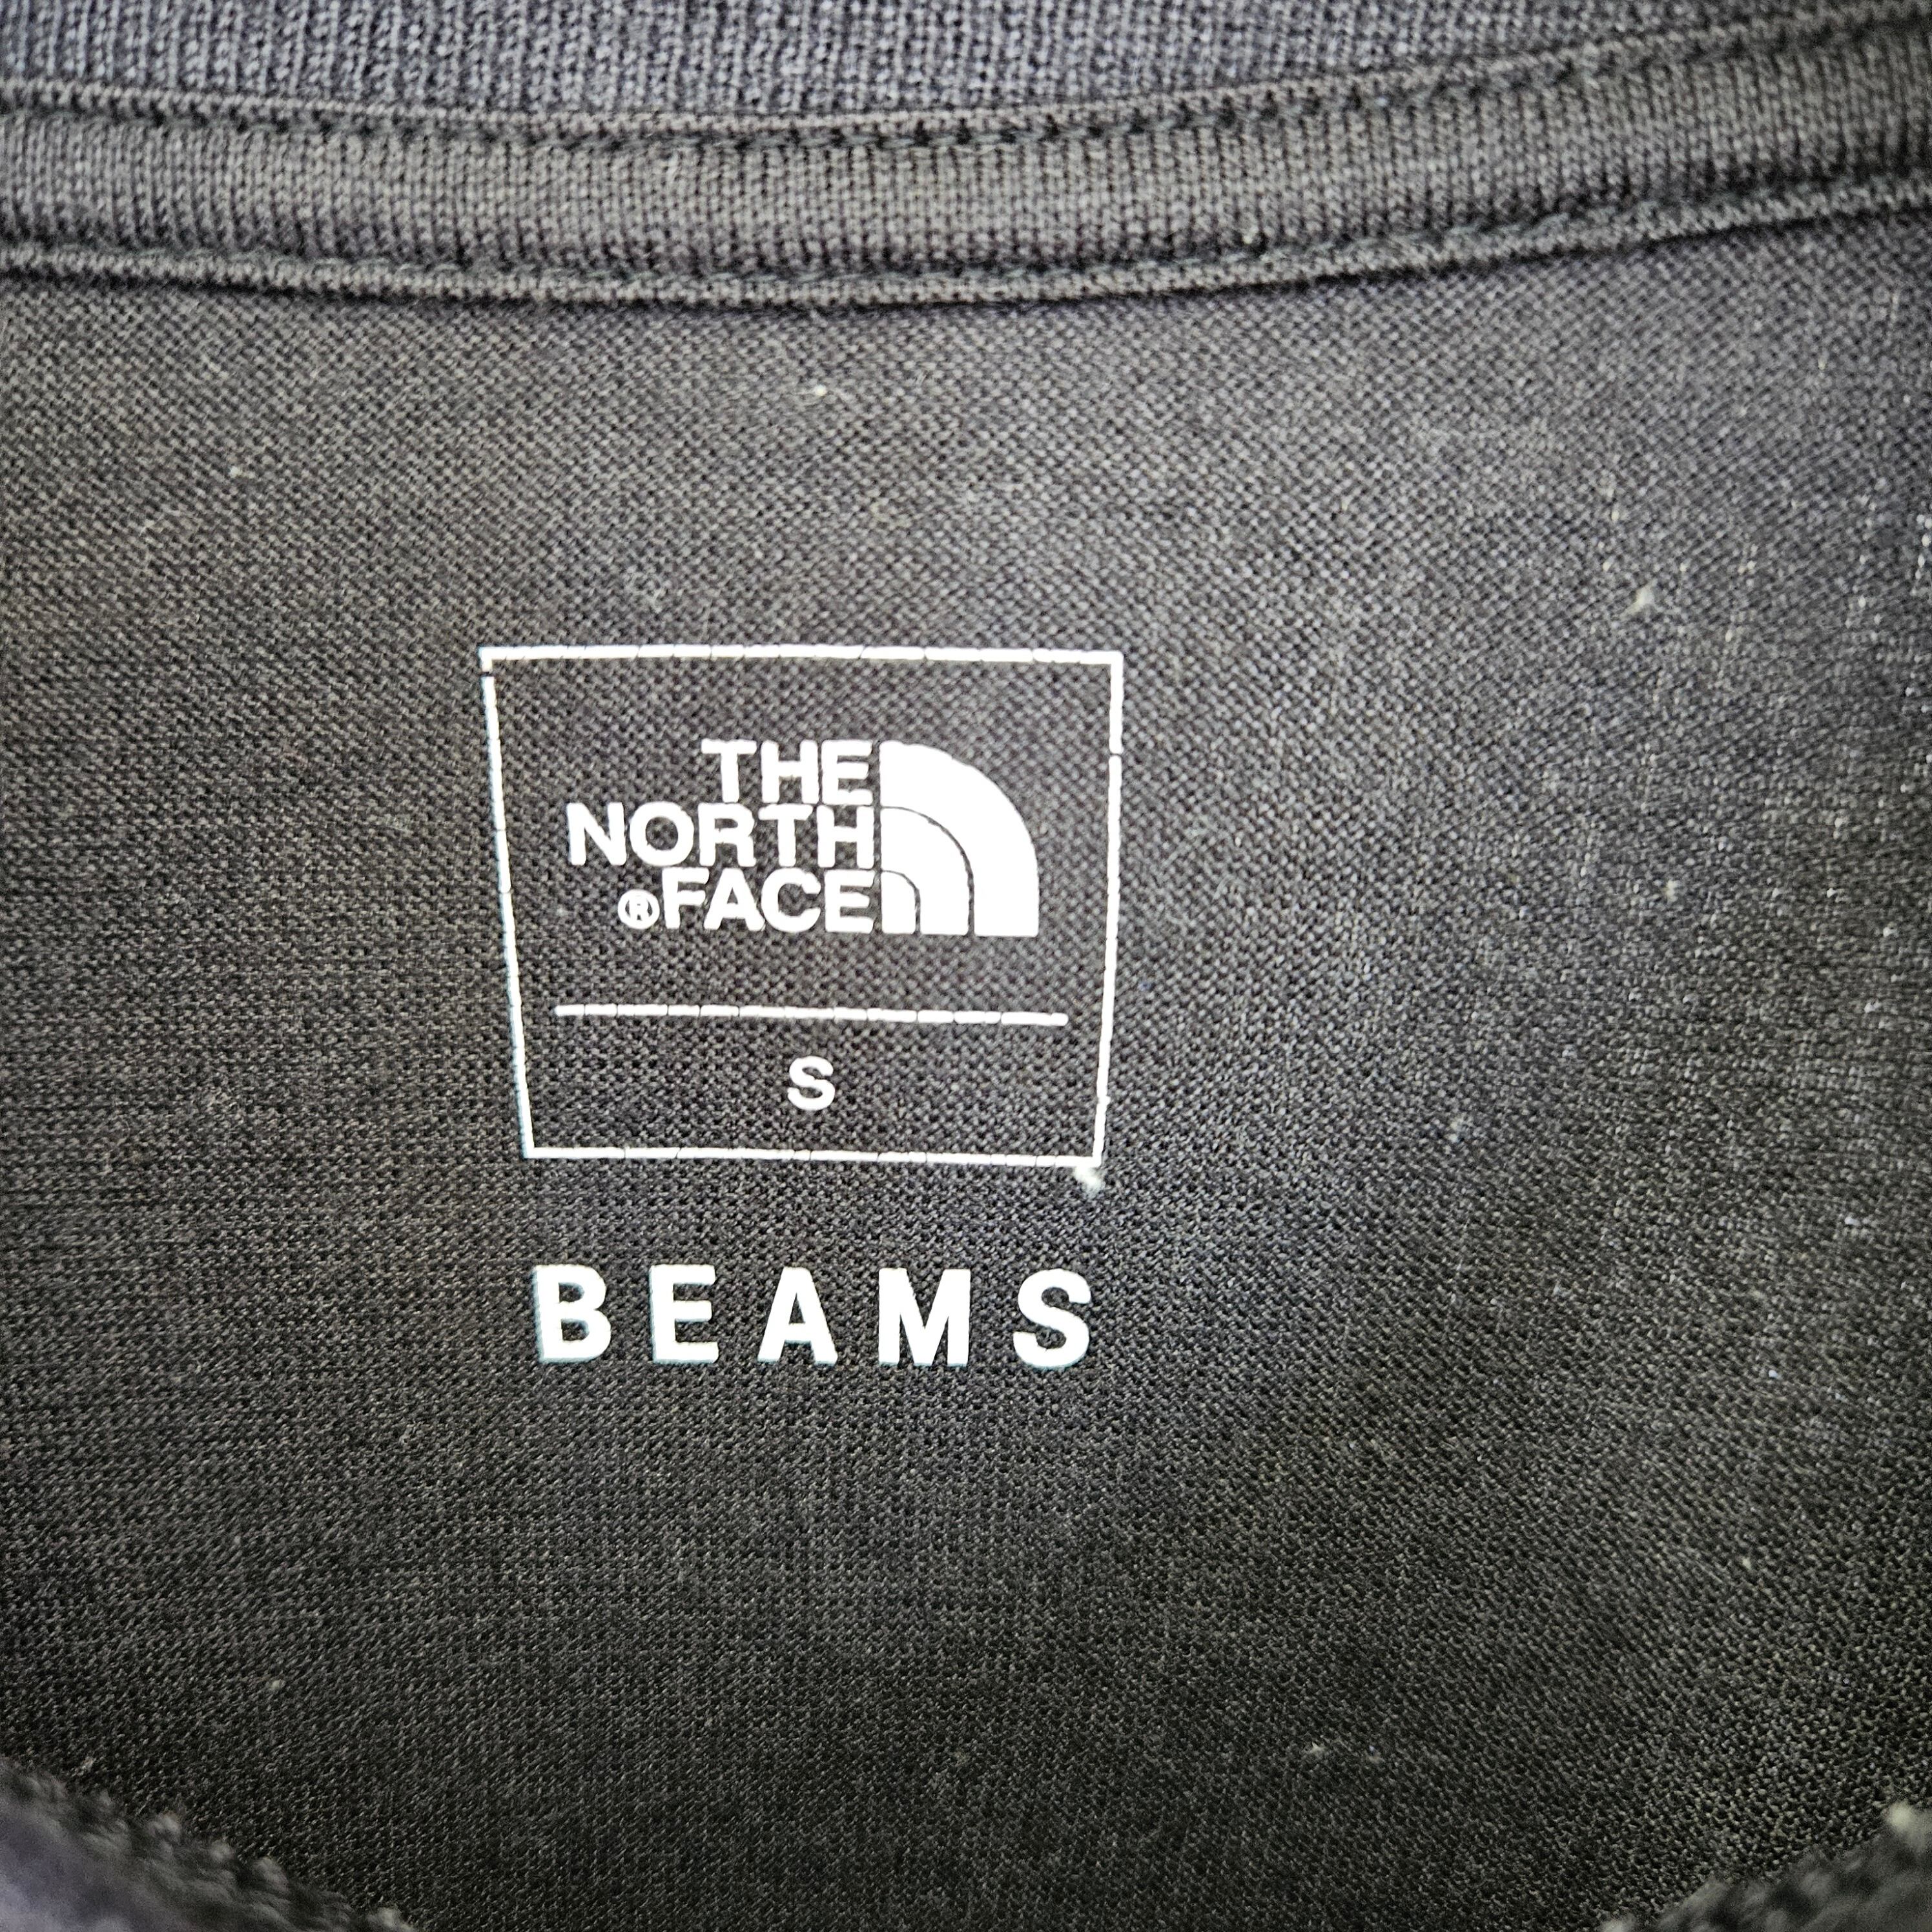 THE
NORTH
®FACE
S
BEAMS